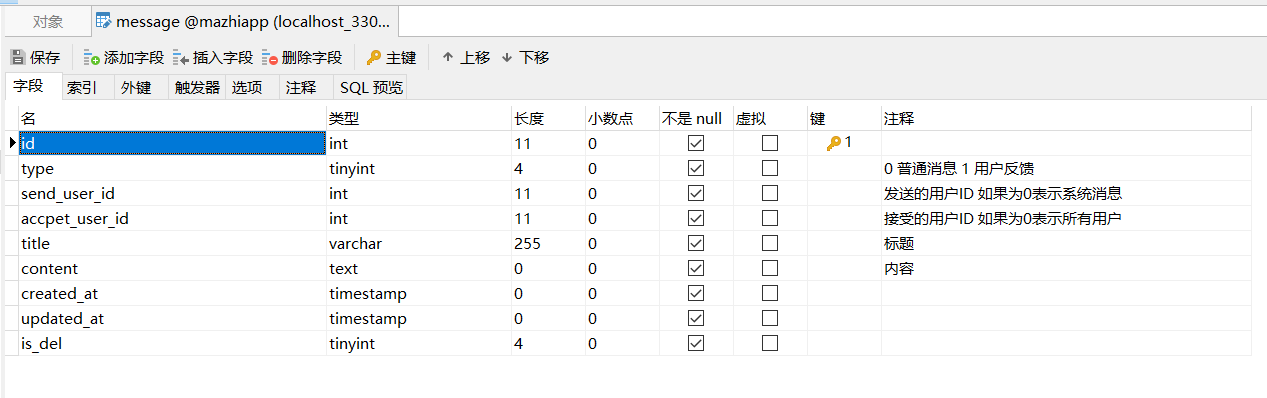 对象 message @mazhiapp (localhost_330...
保存 添加字段 插入字段 删除字段 主键 上移 下移
字段 索引 外键 触发器 选项 注释 SQL 预览
名 类型 长度 小数点 不是 null 虚拟 键 注释
id int 11 0 1
type tinyint 4 0 0 普通消息 1 用户反馈
send_user_id int 11 0 发送的用户ID 如果为0表示系统消息
accpet_user_id int 11 0 接受的用户ID 如果为0表示所有用户
title varchar 255 0 标题
content text 0 0 内容
created_at timestamp 0 0
updated_at timestamp 0 0
is_del tinyint 4 0